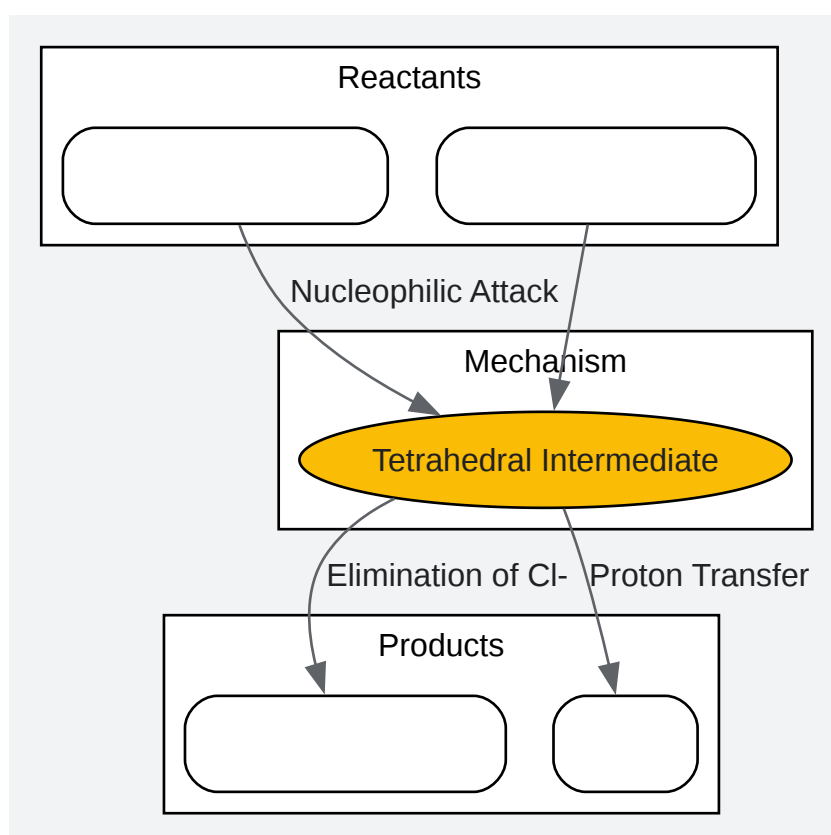 Reactants
Nucleophilic Attack
Mechanism
Tetrahedral Intermediate
Elimination of Cl-
Proton Transfer
Products